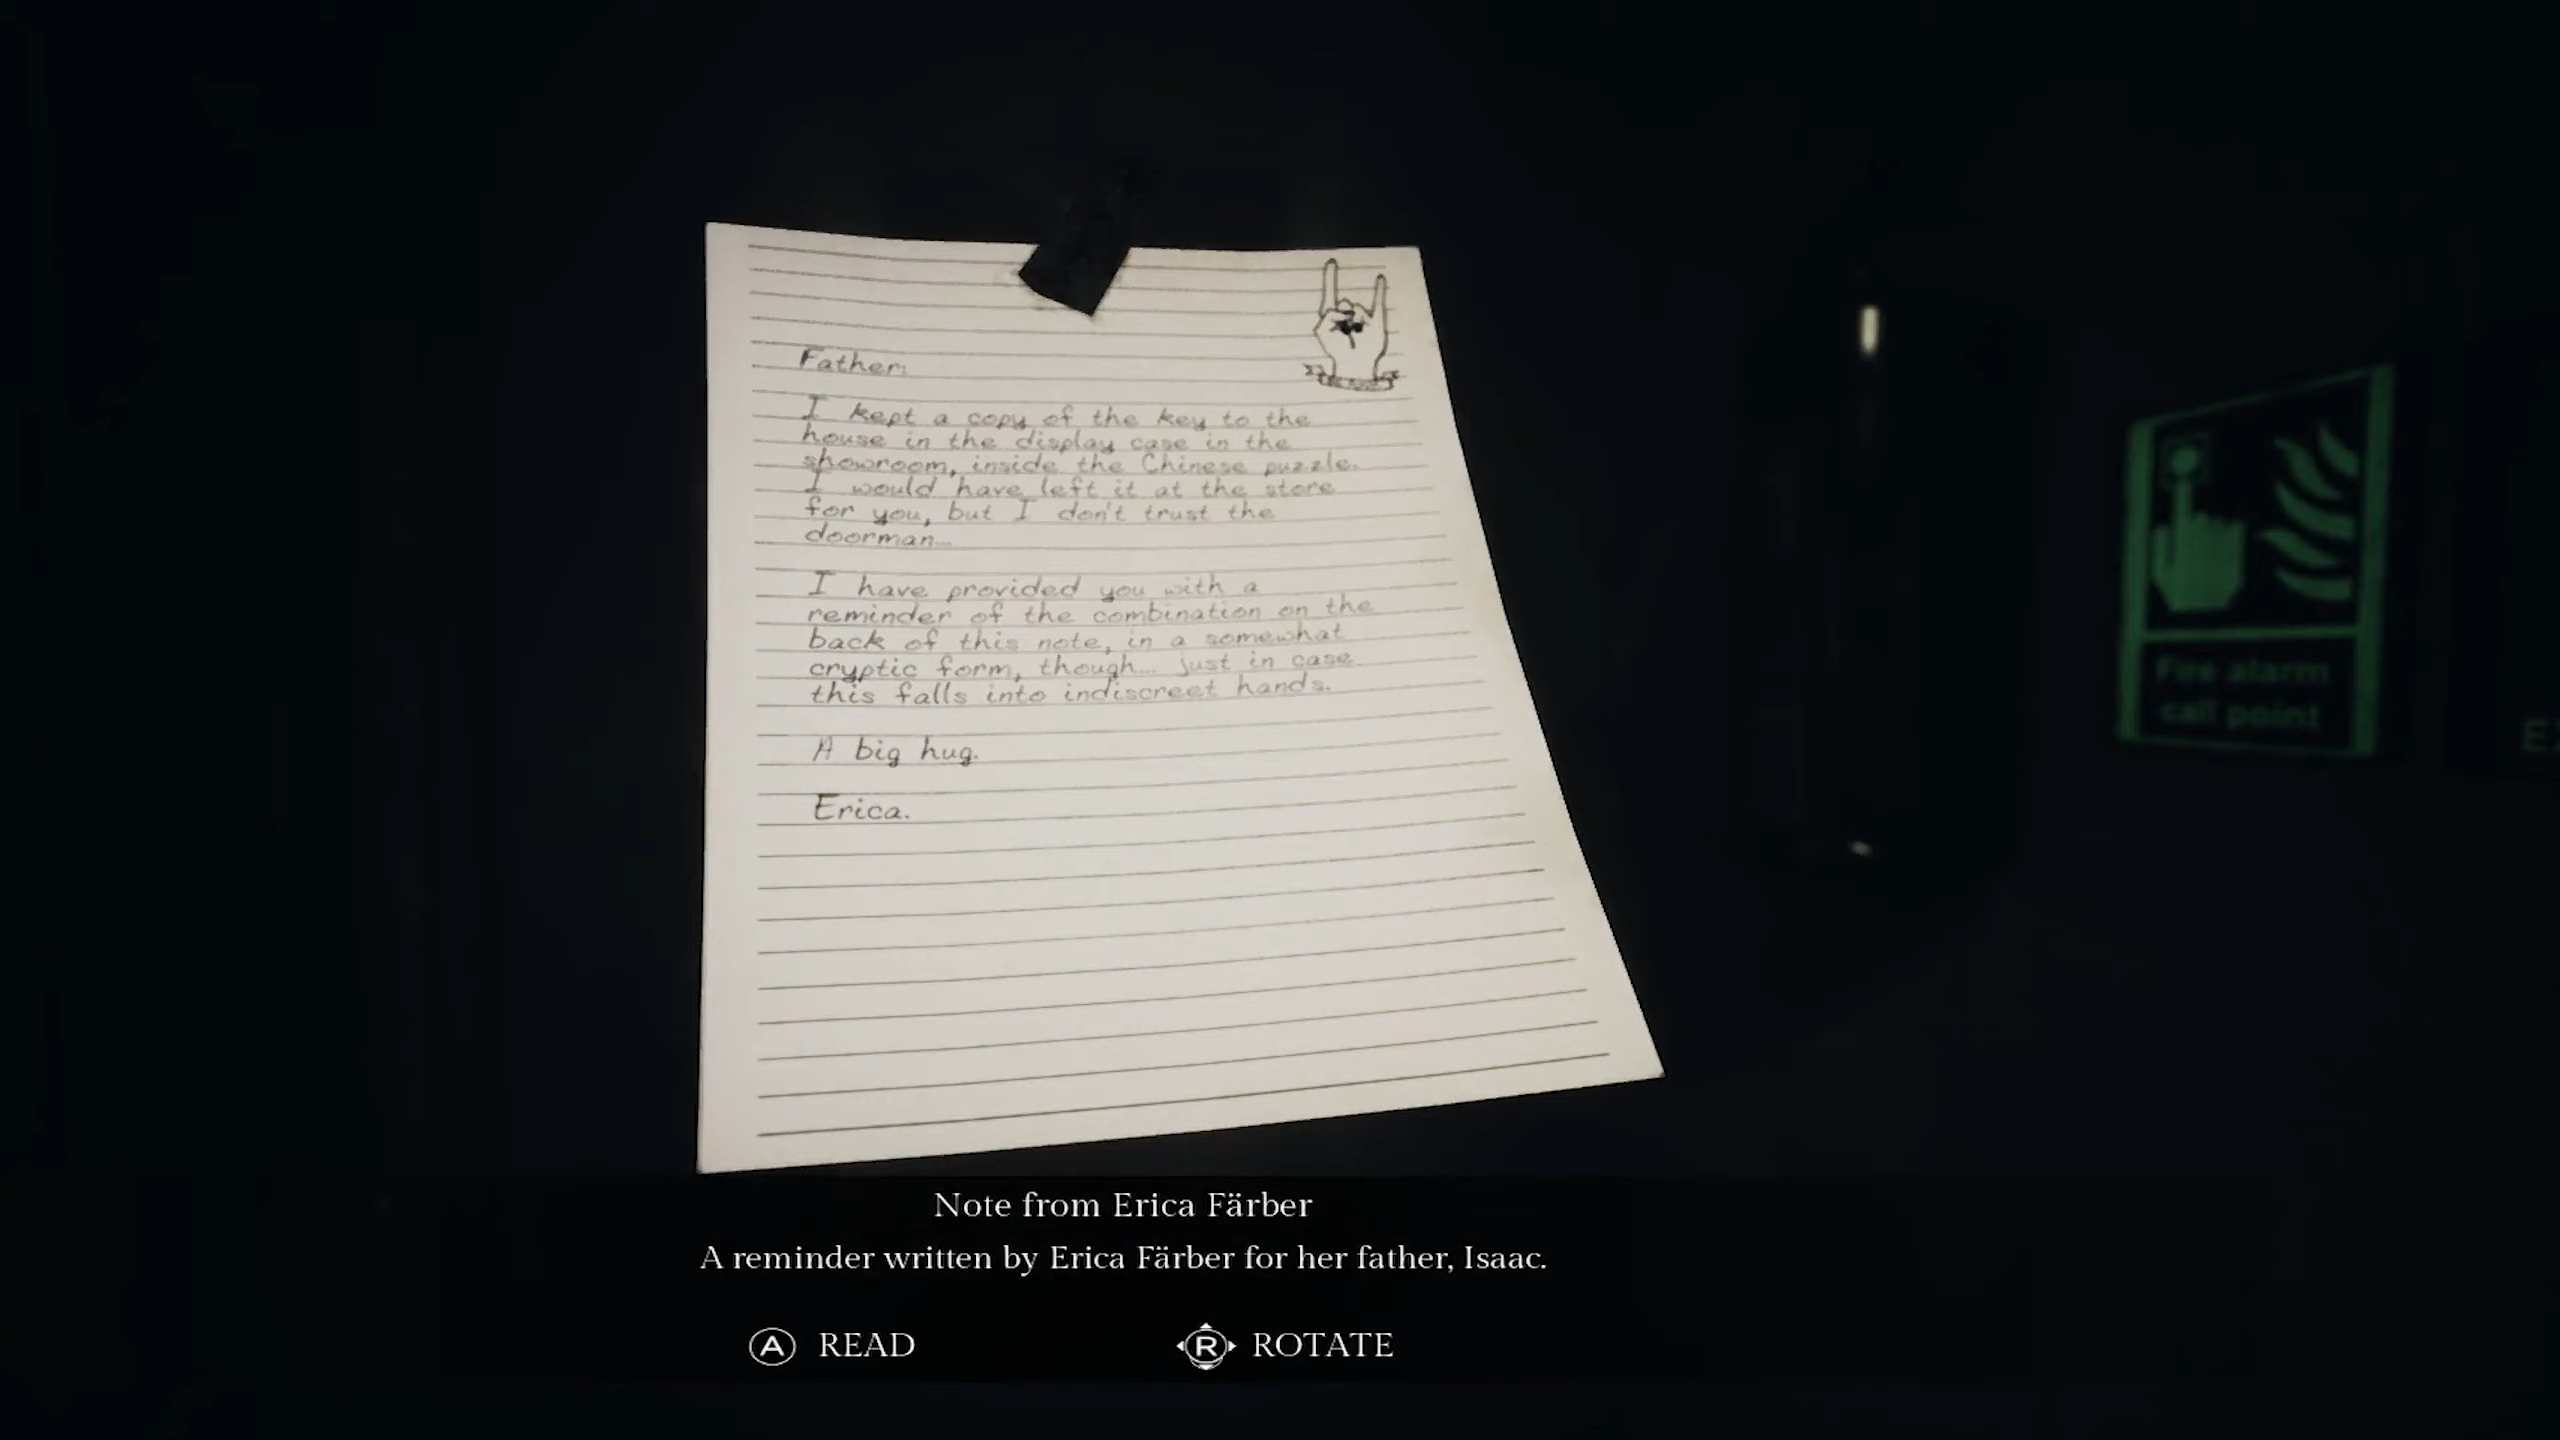 Father:
I kept a copy of the key to the
house in the display case in the
showroom, inside the Chinese puzzle.
I would have left it at the store
for you, but I don't trust the
doorman...
I have provided you with a
reminder of the combination on the
back of this note, in a somewhat
cryptic form, though... just in case
this falls into indiscreet hands.
A big hug.
Erica.
Fire alarm
call point
Note from Erica Färber
A reminder written by Erica Färber for her father, Isaac.
A READ
R ROTATE